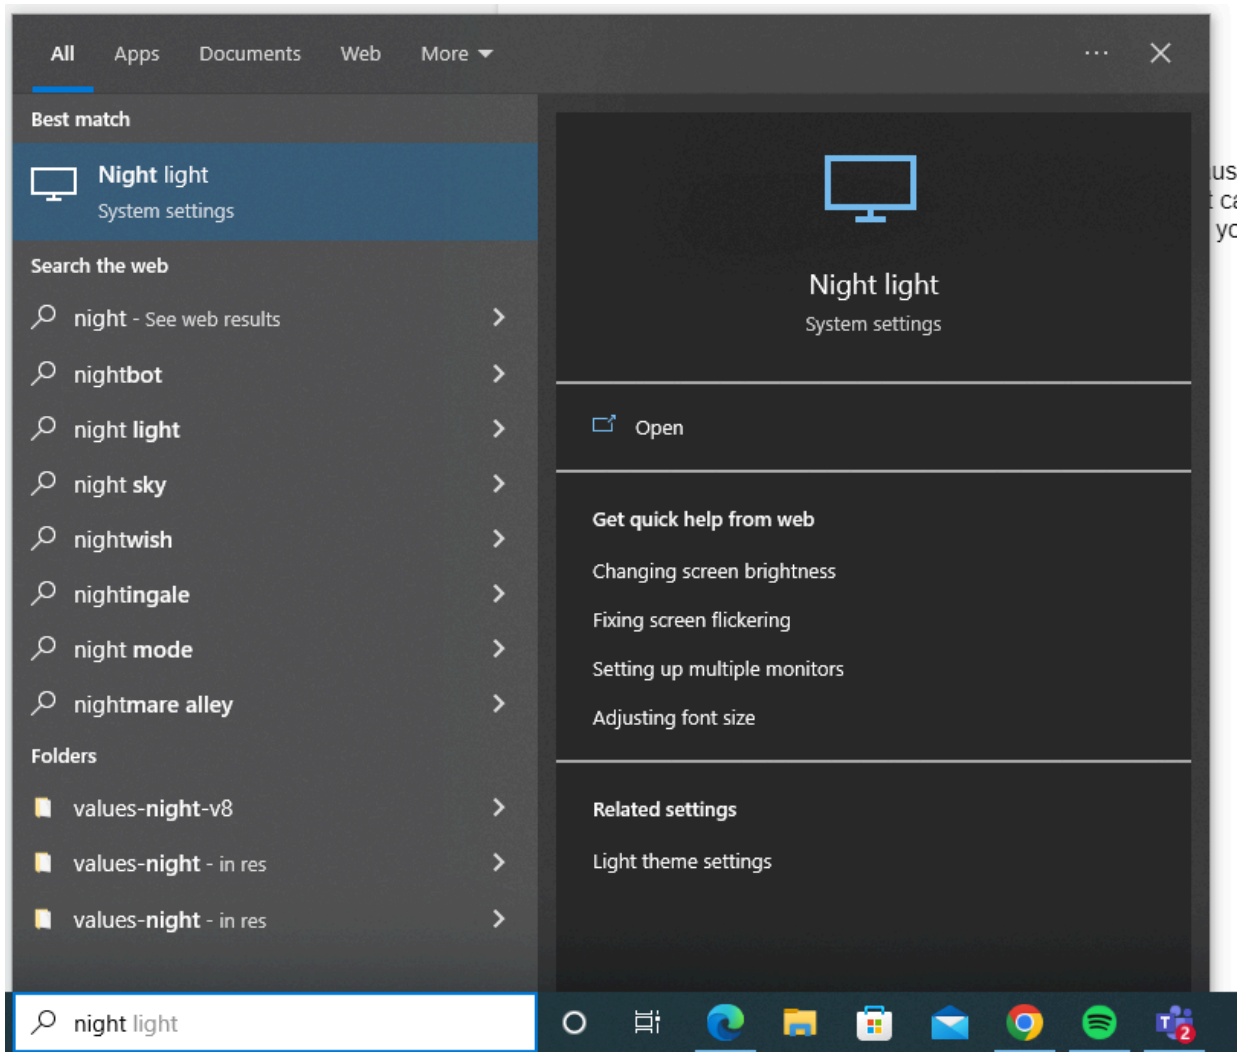 All Apps Documents Web More
Best match
Night light
System settings
Search the web
night - See web results
nightbot
night light
night sky
nightwish
nightingale
night mode
nightmare alley
Folders
values-night-v8
values-night - in res
values-night - in res
night light
Night light
System settings
Open
Get quick help from web
Changing screen brightness
Fixing screen flickering
Setting up multiple monitors
Adjusting font size
Related settings
Light theme settings
T
2